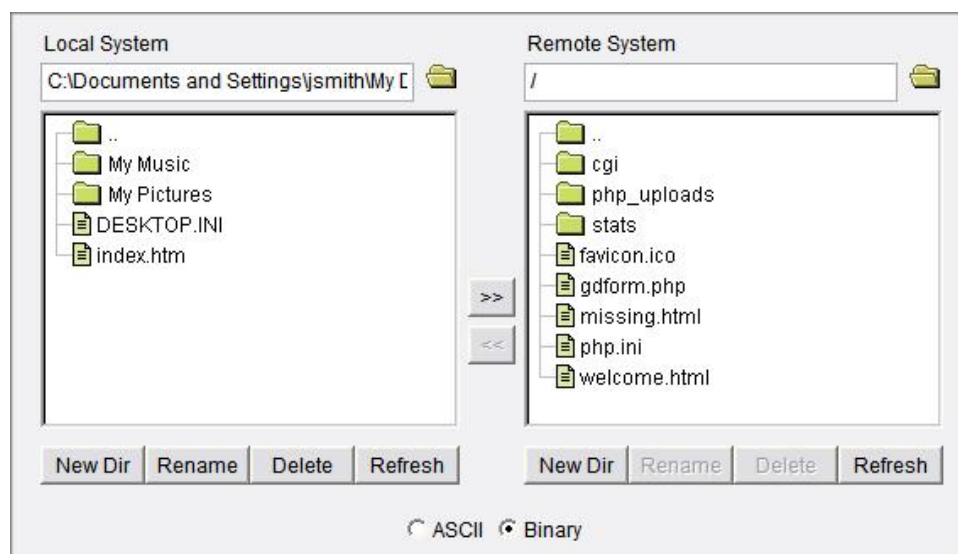 Local System
C:\Documents and Settings\jsmith\My D
..
My Music
My Pictures
DESKTOP.INI
index.htm
>>
<<
New Dir Rename Delete Refresh
Remote System
/
..
cgi
php_uploads
stats
favicon.ico
gdform.php
missing.html
php.ini
welcome.html
New Dir Rename Delete Refresh
ASCII Binary